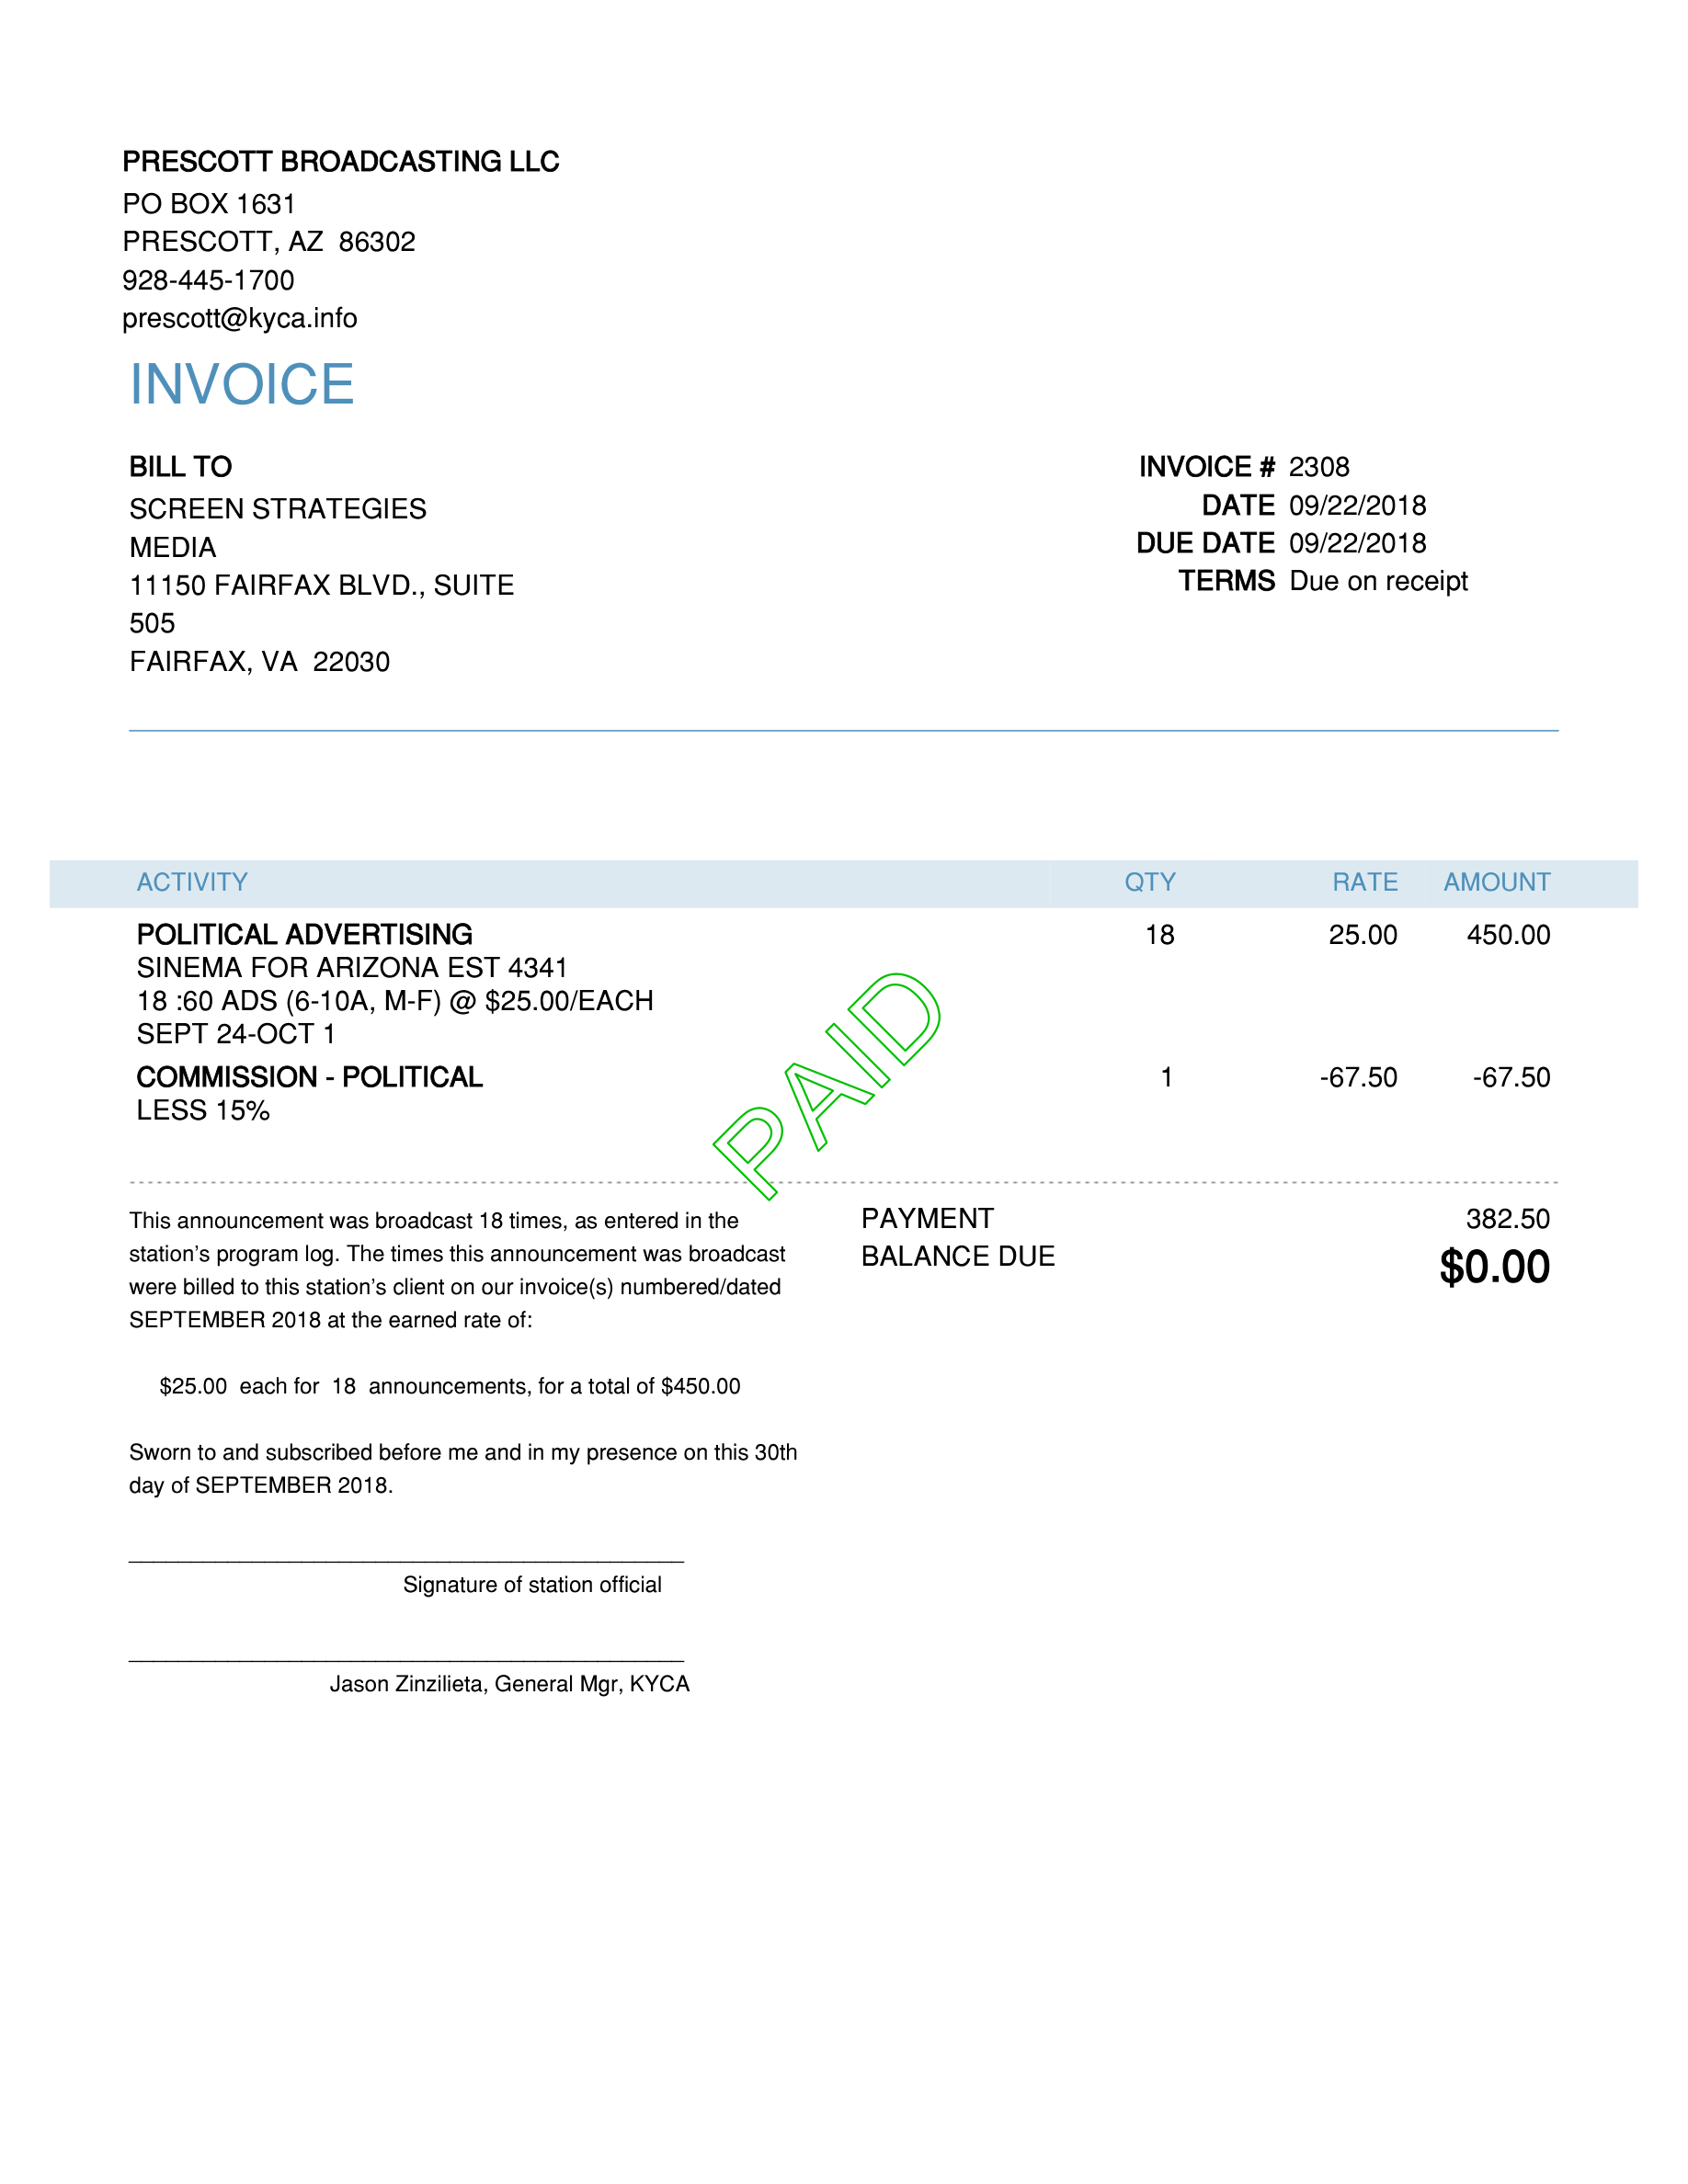 PRESCOTT BROADCASTING LLC
PO BOX 1631
PRESCOTT, AZ  86302
928-445-1700
prescott@kyca.info
INVOICE
BILL TO
SCREEN STRATEGIES
MEDIA
11150 FAIRFAX BLVD., SUITE
505
FAIRFAX, VA  22030
INVOICE # 2308
DATE 09/22/2018
DUE DATE 09/22/2018
TERMS Due on receipt
ACTIVITY QTY RATE AMOUNT
POLITICAL ADVERTISING 18 25.00 450.00
SINEMA FOR ARIZONA EST 4341
18 :60 ADS (6-10A, M-F) @ $25.00/EACH
SEPT 24-OCT 1
COMMISSION - POLITICAL 1 -67.50 -67.50
LESS 15%
PAID
This announcement was broadcast 18 times, as entered in the
station's program log. The times this announcement was broadcast
were billed to this station's client on our invoice(s) numbered/dated
SEPTEMBER 2018 at the earned rate of:
$25.00  each for  18  announcements, for a total of $450.00
Sworn to and subscribed before me and in my presence on this 30th
day of SEPTEMBER 2018.
Signature of station official
Jason Zinzilieta, General Mgr, KYCA
PAYMENT 382.50
BALANCE DUE $0.00